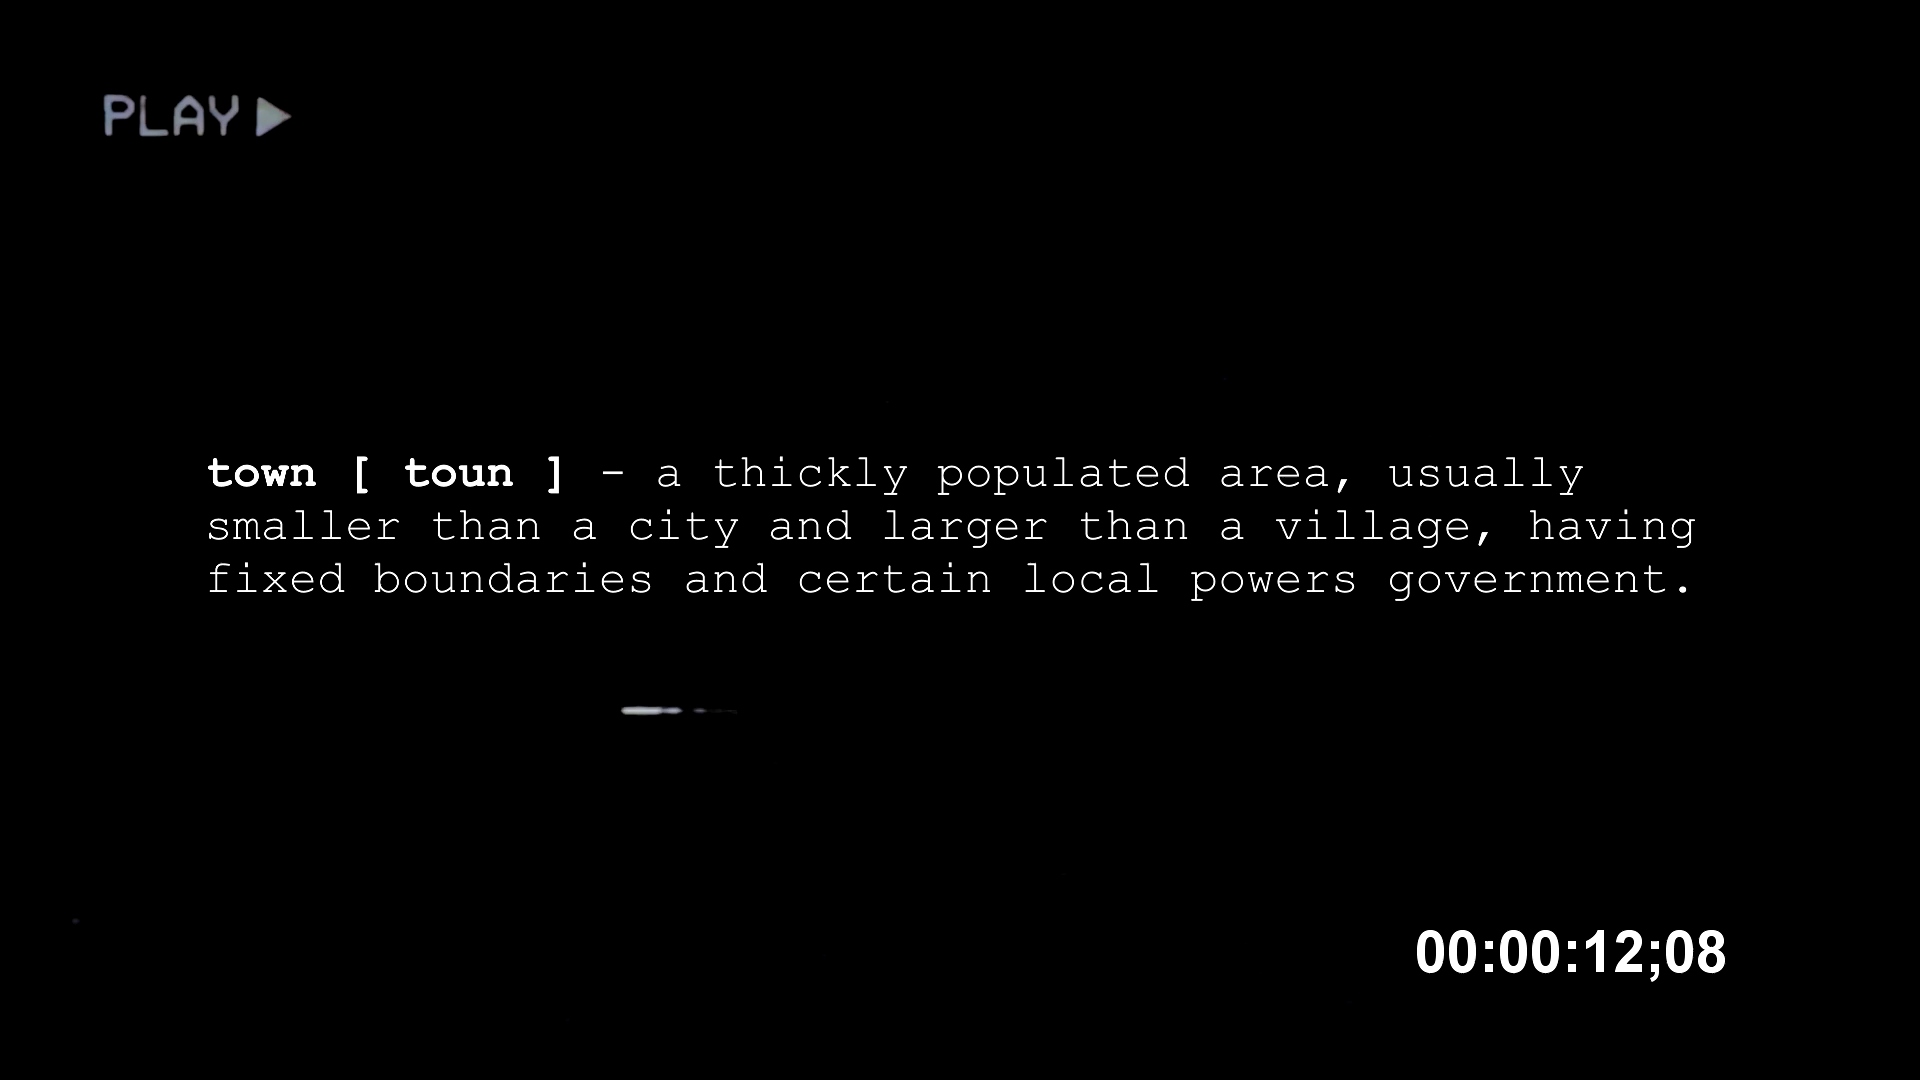 PLAY
town [ toun ] - a thickly populated area, usually
smaller than a city and larger than a village, having
fixed boundaries and certain local powers government.
00:00:12;08